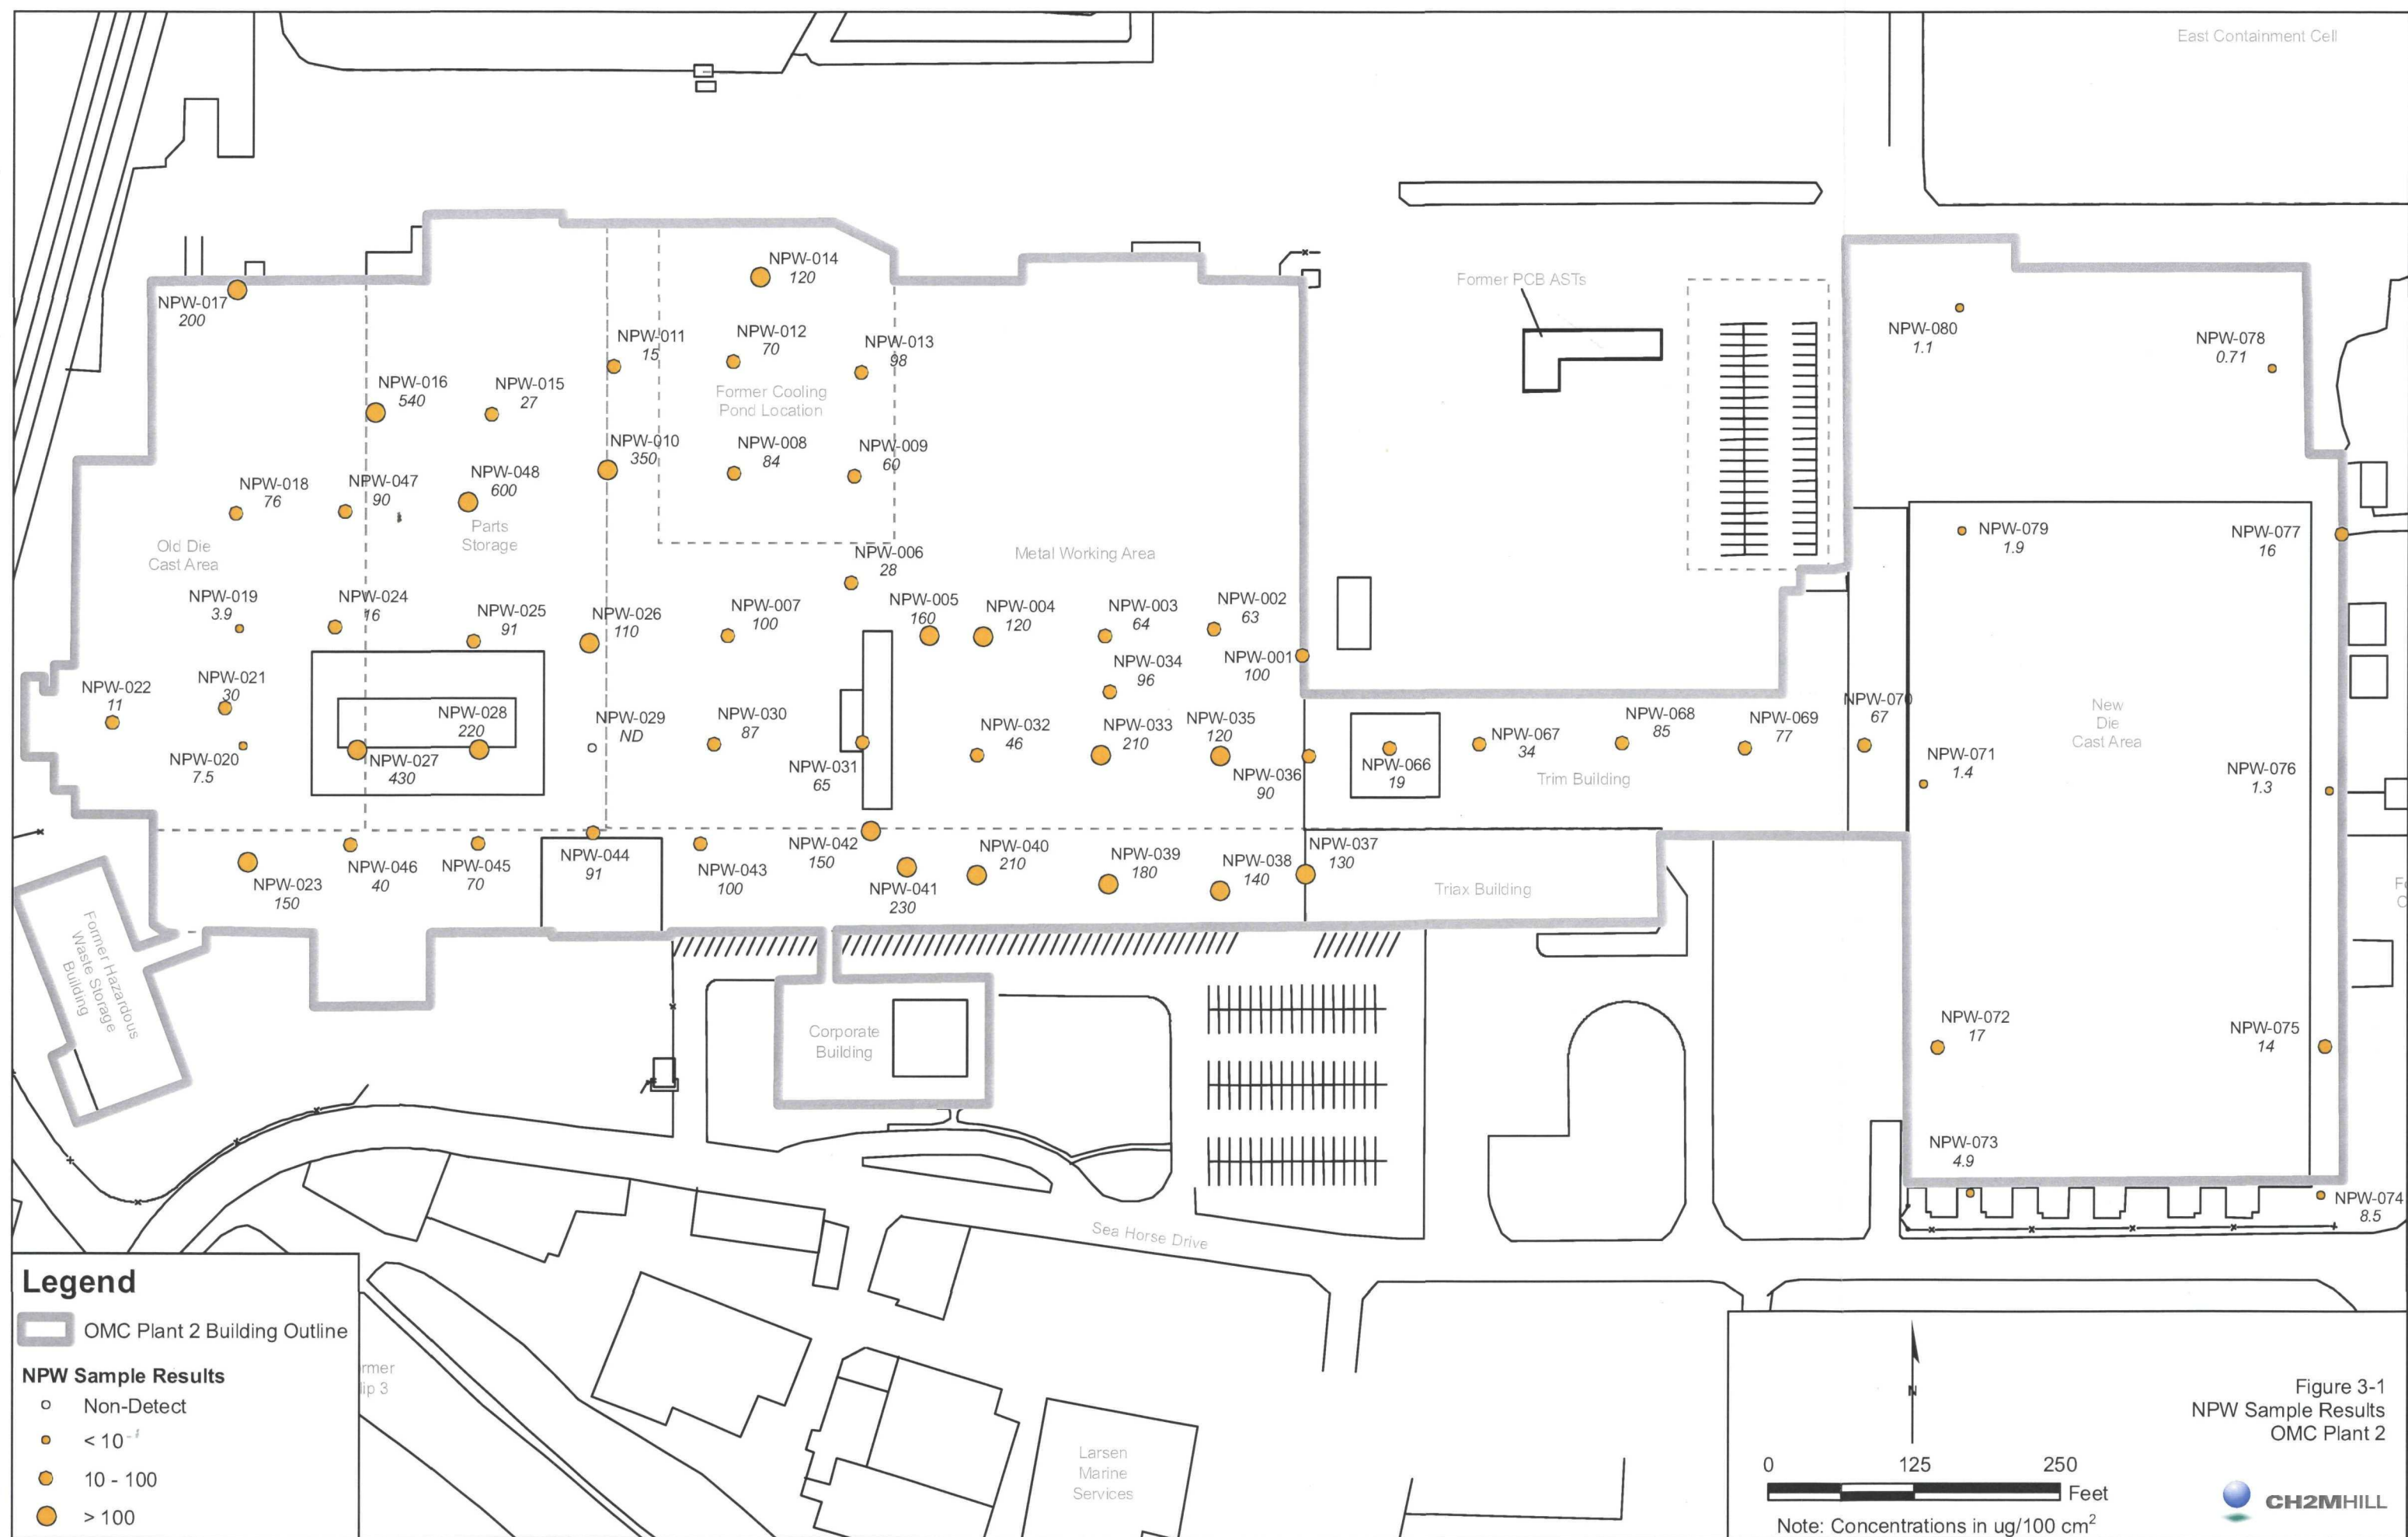 East Containment Cell
NPW-014
120
NPW-017
200
Former PCB ASTs
NPW-011
15
NPW-012
70
NPW-013
98
NPW-080
1.1
NPW-078
0.71
NPW-016
540
NPW-015
27
Former Cooling
Pond Location
NPW-010
350
NPW-008
84
NPW-009
60
NPW-018
76
NPW-047
90
NPW-048
600
Parts
Storage
Old Die
Cast Area
NPW-006
28
Metal Working Area
NPW-079
1.9
NPW-077
16
NPW-019
3.9
NPW-024
16
NPW-025
91
NPW-026
110
NPW-007
100
NPW-005
160
NPW-004
120
NPW-003
64
NPW-002
63
NPW-034
96
NPW-001
100
NPW-022
11
NPW-021
30
NPW-028
220
NPW-029
ND
NPW-030
87
NPW-032
46
NPW-033
210
NPW-035
120
NPW-067
34
NPW-068
85
NPW-069
77
NPW-070
67
New
Die
Cast Area
NPW-020
7.5
NPW-027
430
NPW-031
65
NPW-036
90
NPW-066
19
Trim Building
NPW-071
1.4
NPW-076
1.3
NPW-023
150
NPW-046
40
NPW-045
70
NPW-044
91
NPW-043
100
NPW-042
150
NPW-041
230
NPW-040
210
NPW-039
180
NPW-038
140
NPW-037
130
Triax Building
Former Hazardous
Waste Storage
Building
Corporate
Building
NPW-072
17
NPW-075
14
NPW-073
4.9
NPW-074
8.5
Sea Horse Drive
Larsen
Marine
Services
Legend
OMC Plant 2 Building Outline
NPW Sample Results
Non-Detect
< 10
10 - 100
> 100
N
0 125 250
Feet
Note: Concentrations in ug/100 cm²
Figure 3-1
NPW Sample Results
OMC Plant 2
CH2MHILL